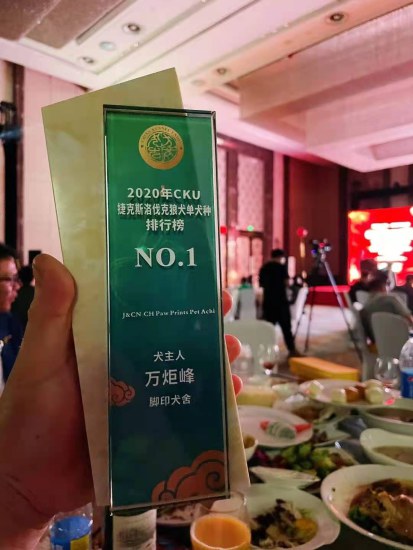 2020年CKU
捷克斯洛伐克狼犬单犬种
排行榜
NO.1
J&CN CH Paw Prints Pet Achi
犬主人
万炬峰
脚印犬舍